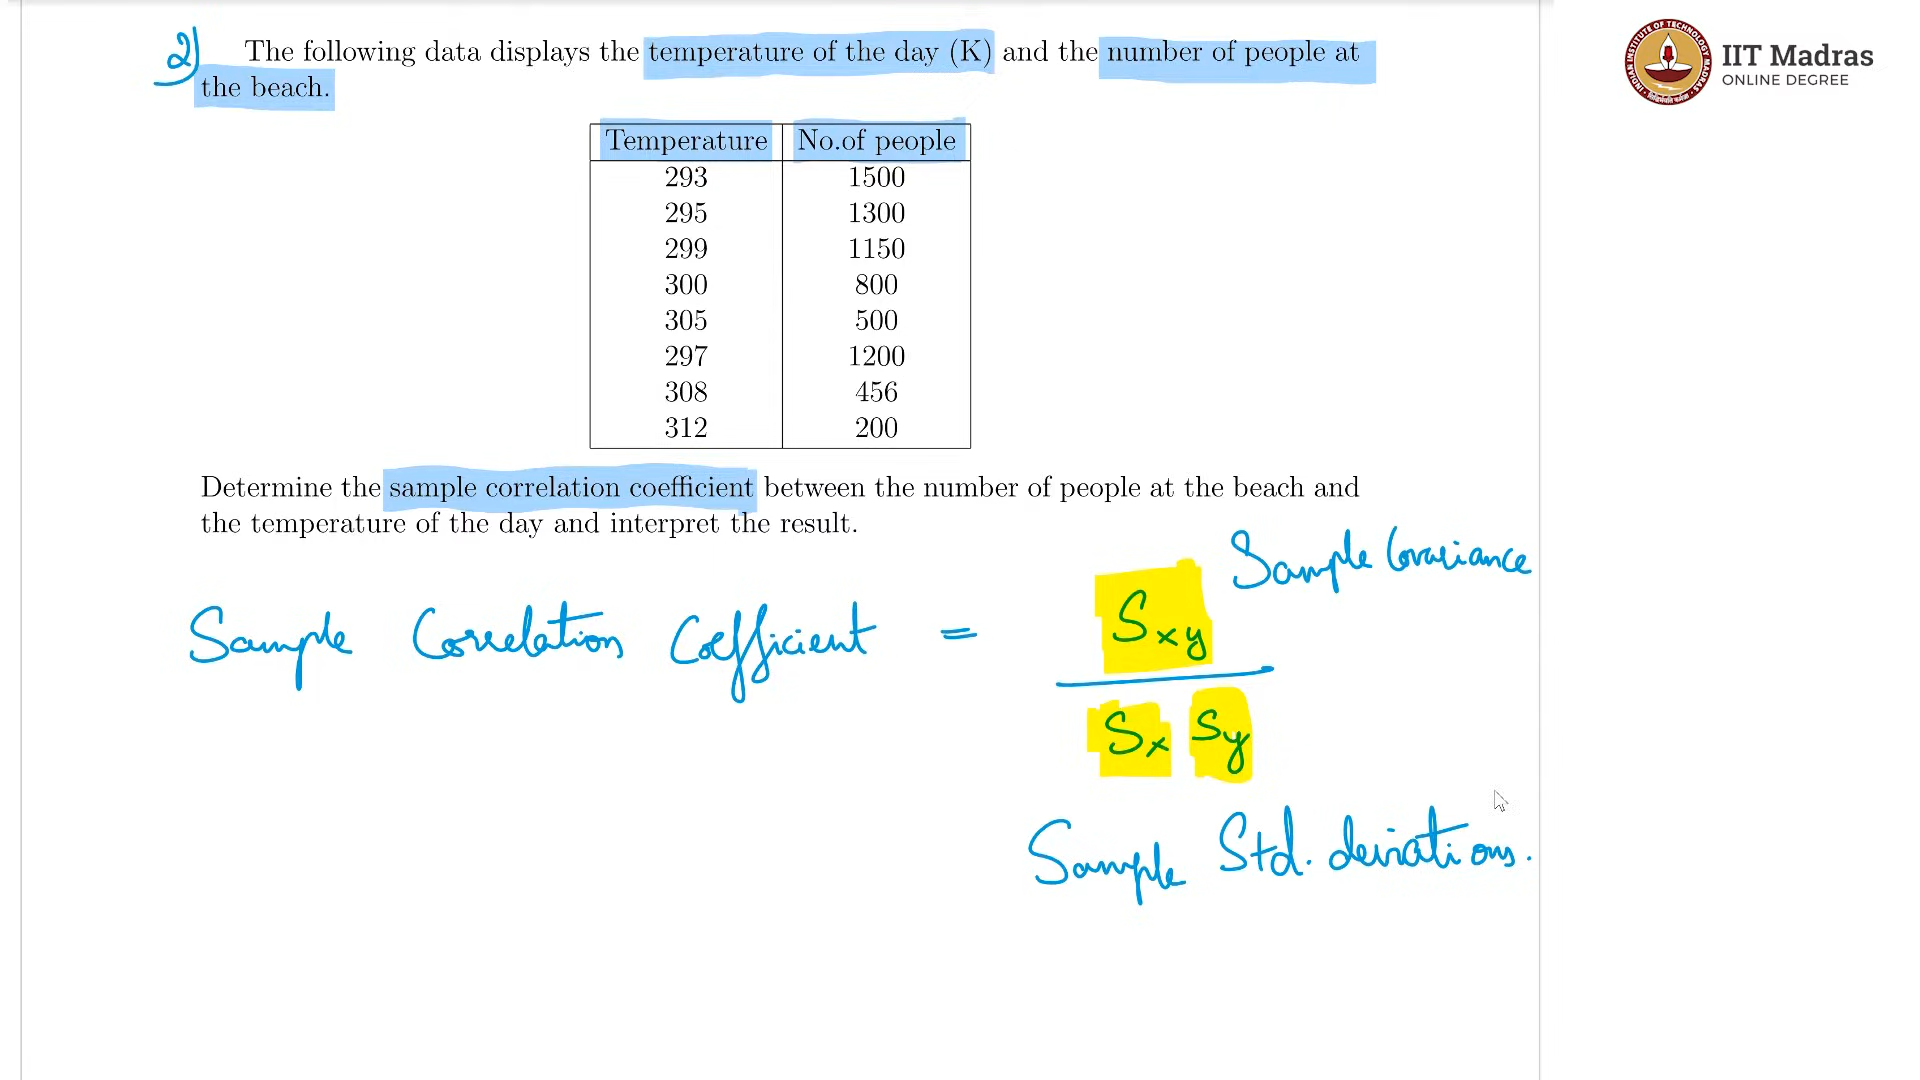 2) The following data displays the temperature of the day (K) and the number of people at
the beach.
IIT Madras
ONLINE DEGREE
Temperature No.of people
293 1500
295 1300
299 1150
300 800
305 500
297 1200
308 456
312 200
Determine the sample correlation coefficient between the number of people at the beach and
the temperature of the day and interpret the result.
Sample Covariance
Sample Correlation Coefficient = Sxy
Sx Sy
Sample Std. deviations.